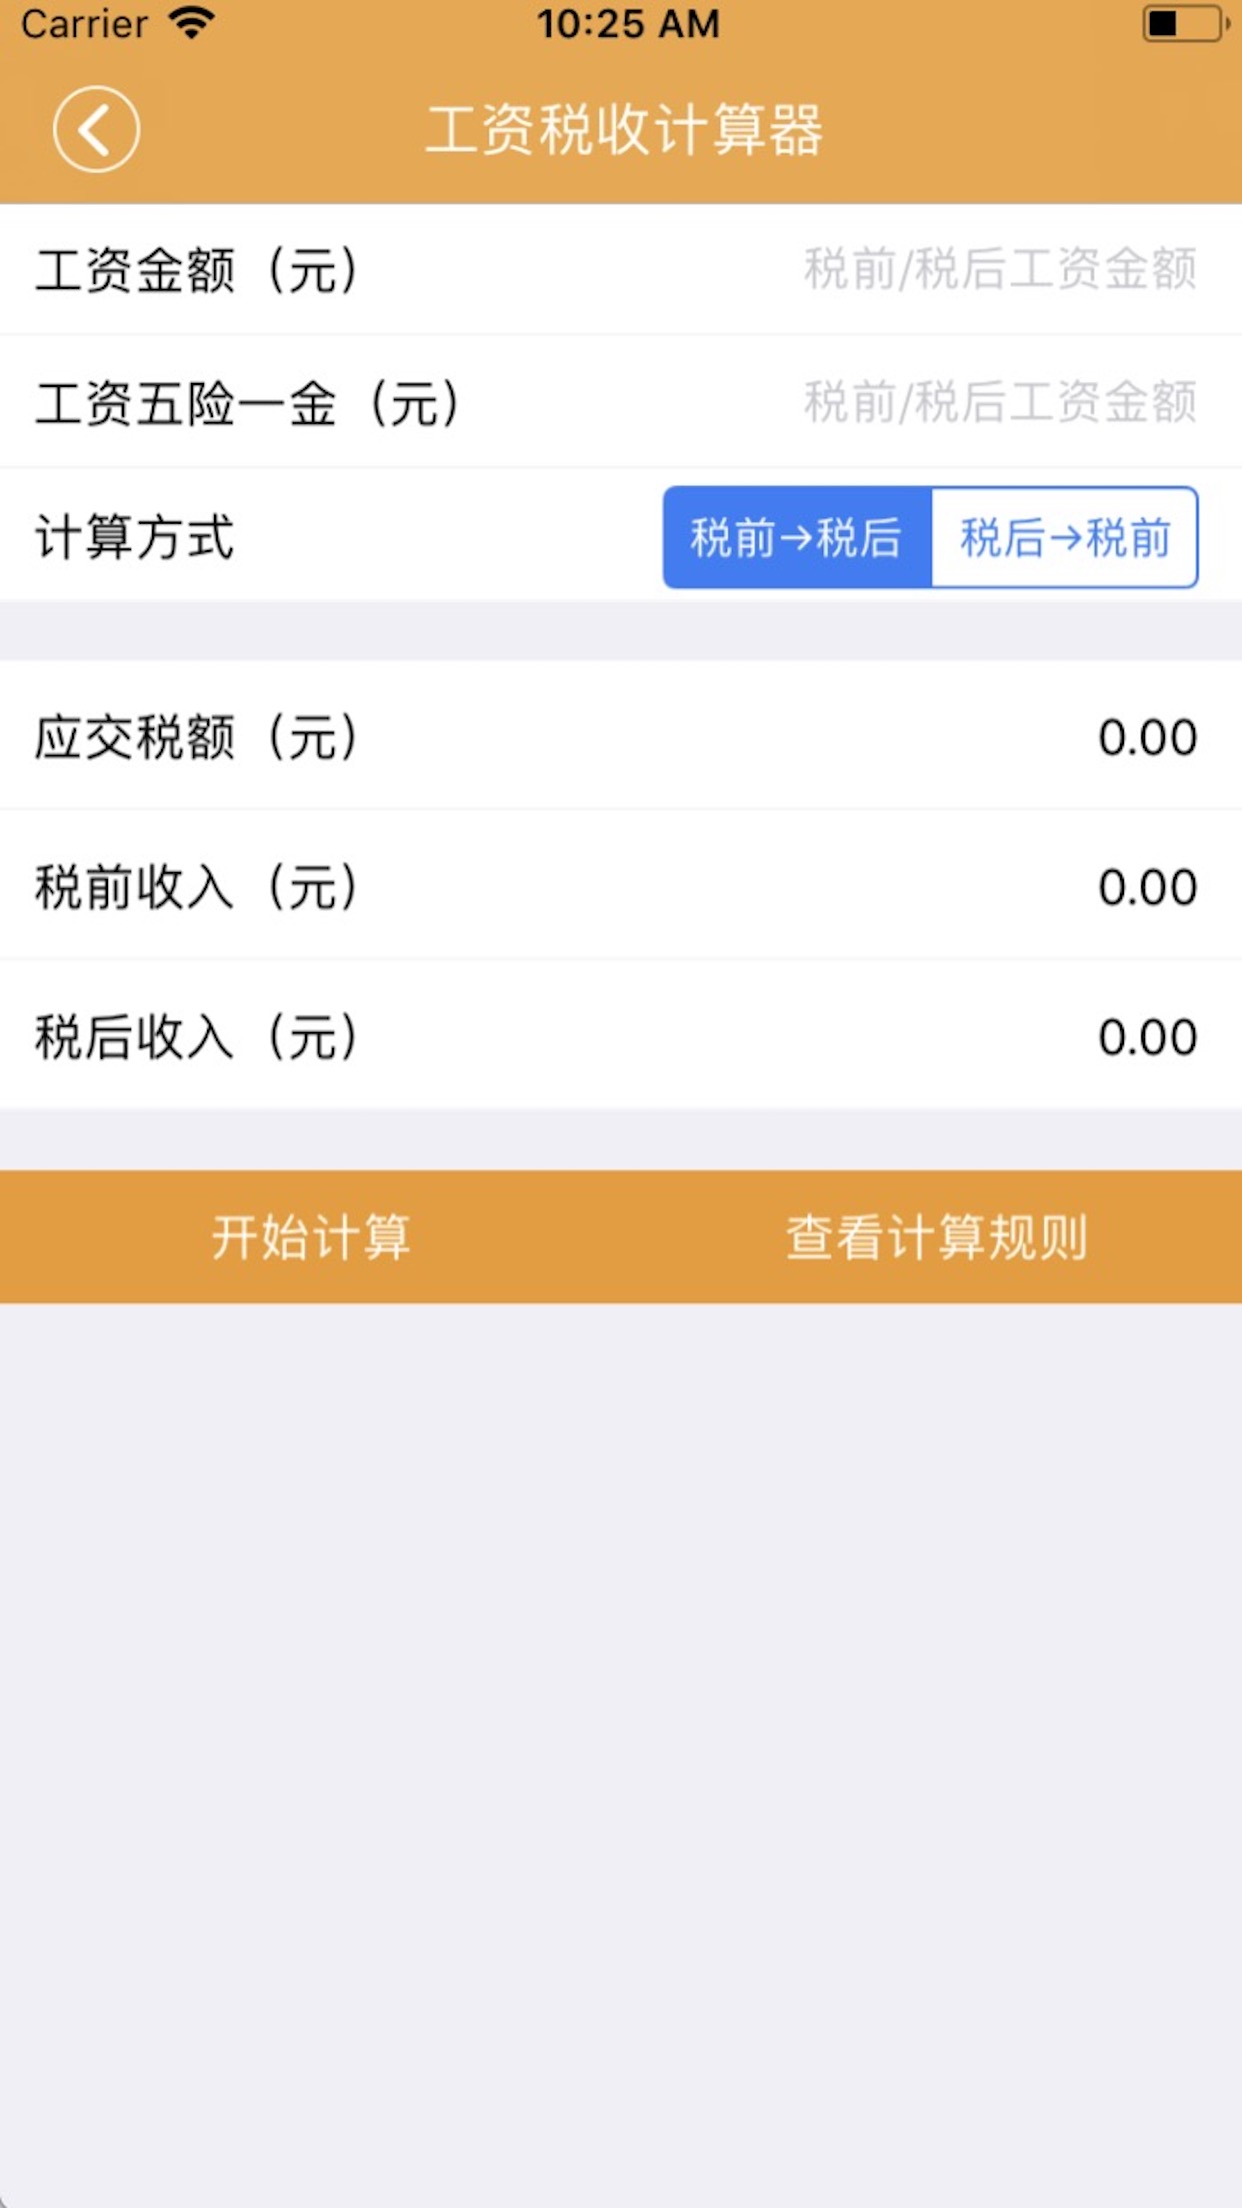 Carrier 10:25 AM
工资税收计算器
工资金额（元） 税前/税后工资金额
工资五险一金（元） 税前/税后工资金额
计算方式 税前→税后 税后→税前
应交税额（元） 0.00
税前收入（元） 0.00
税后收入（元） 0.00
开始计算 查看计算规则